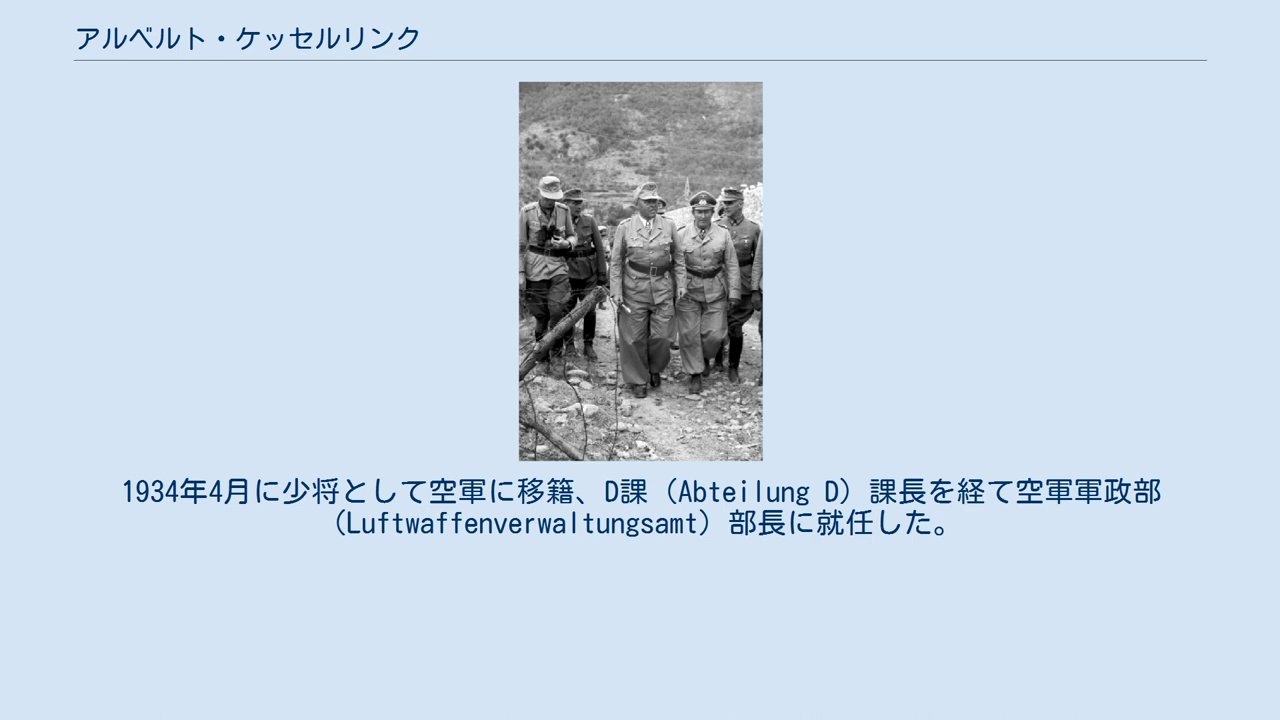 アルベルト・ケッセルリンク
1934年4月に少将として空軍に移籍、D課（Abteilung D）課長を経て空軍軍政部
（Luftwaffenverwaltungsamt）部長に就任した。